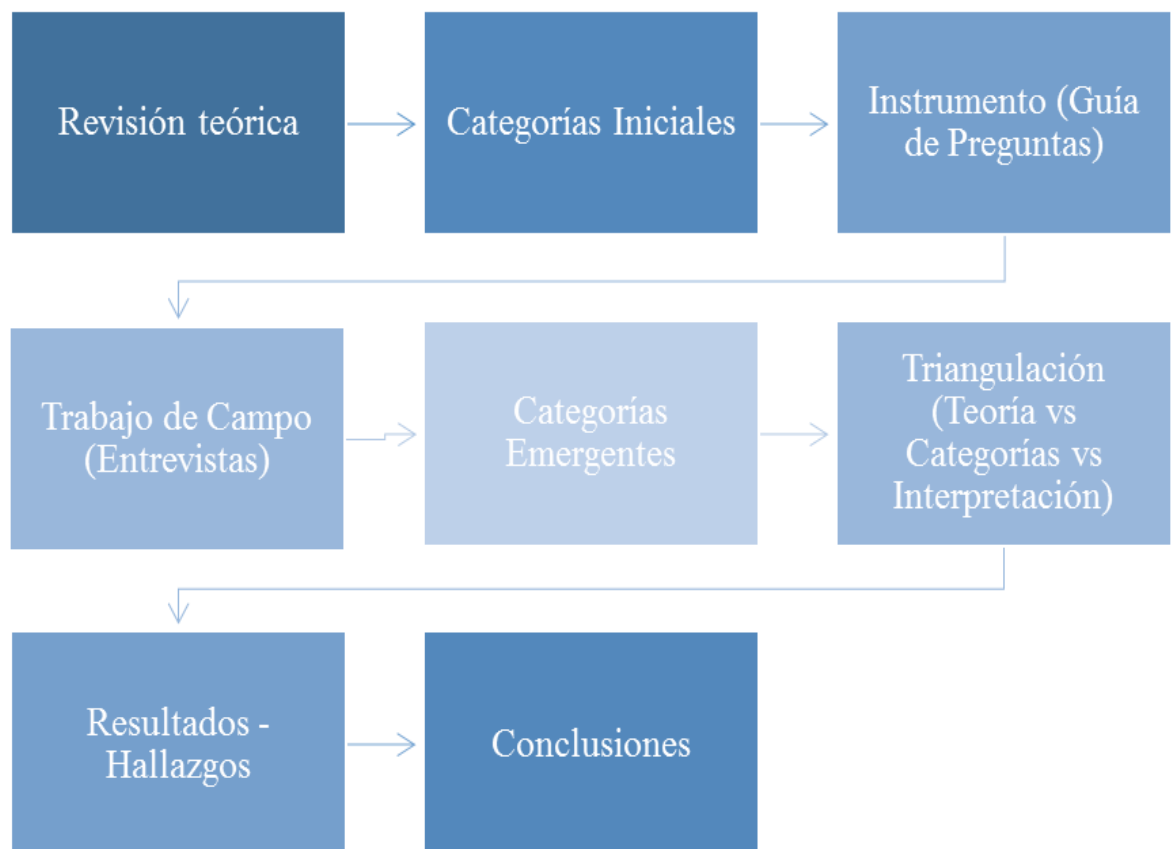 Revisión teórica
Categorías Iniciales
Instrumento (Guía
de Preguntas)
Trabajo de Campo
(Entrevistas)
Categorías
Emergentes
Triangulación
(Teoría vs
Categorías vs
Interpretación)
Resultados -
Hallazgos
Conclusiones